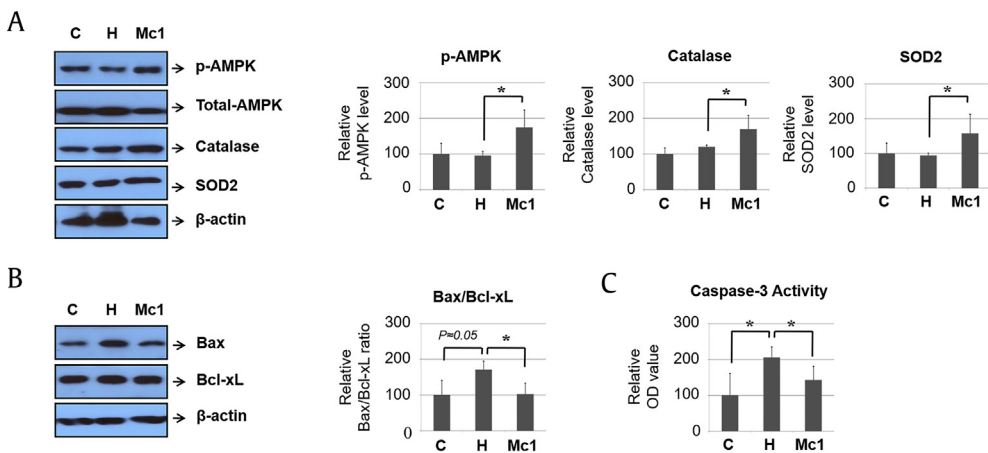 A
C H Mc1
p-AMPK
Total-AMPK
Catalase
SOD2
β-actin
p-AMPK
Relative
p-AMPK level
300
200
100
0
*
C H Mc1
Catalase
Relative
Catalase level
300
200
100
0
*
C H Mc1
SOD2
Relative
SOD2 level
300
200
100
0
*
C H Mc1
B
C H Mc1
Bax
Bcl-xL
β-actin
Bax/Bcl-xL
Relative
Bax/Bcl-xL ratio
300
200
100
0
P≈0.05 *
C H Mc1
C
Caspase-3 Activity
Relative
OD value
300
200
100
0
* *
C H Mc1